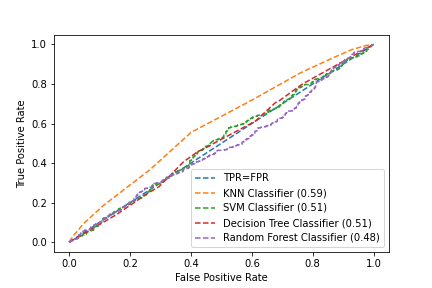 1.0
0.8
0.6
0.4
0.2
0.0
True Positive Rate
TPR=FPR
KNN Classifier (0.59)
SVM Classifier (0.51)
Decision Tree Classifier (0.51)
Random Forest Classifier (0.48)
0.0 0.2 0.4 0.6 0.8 1.0
False Positive Rate